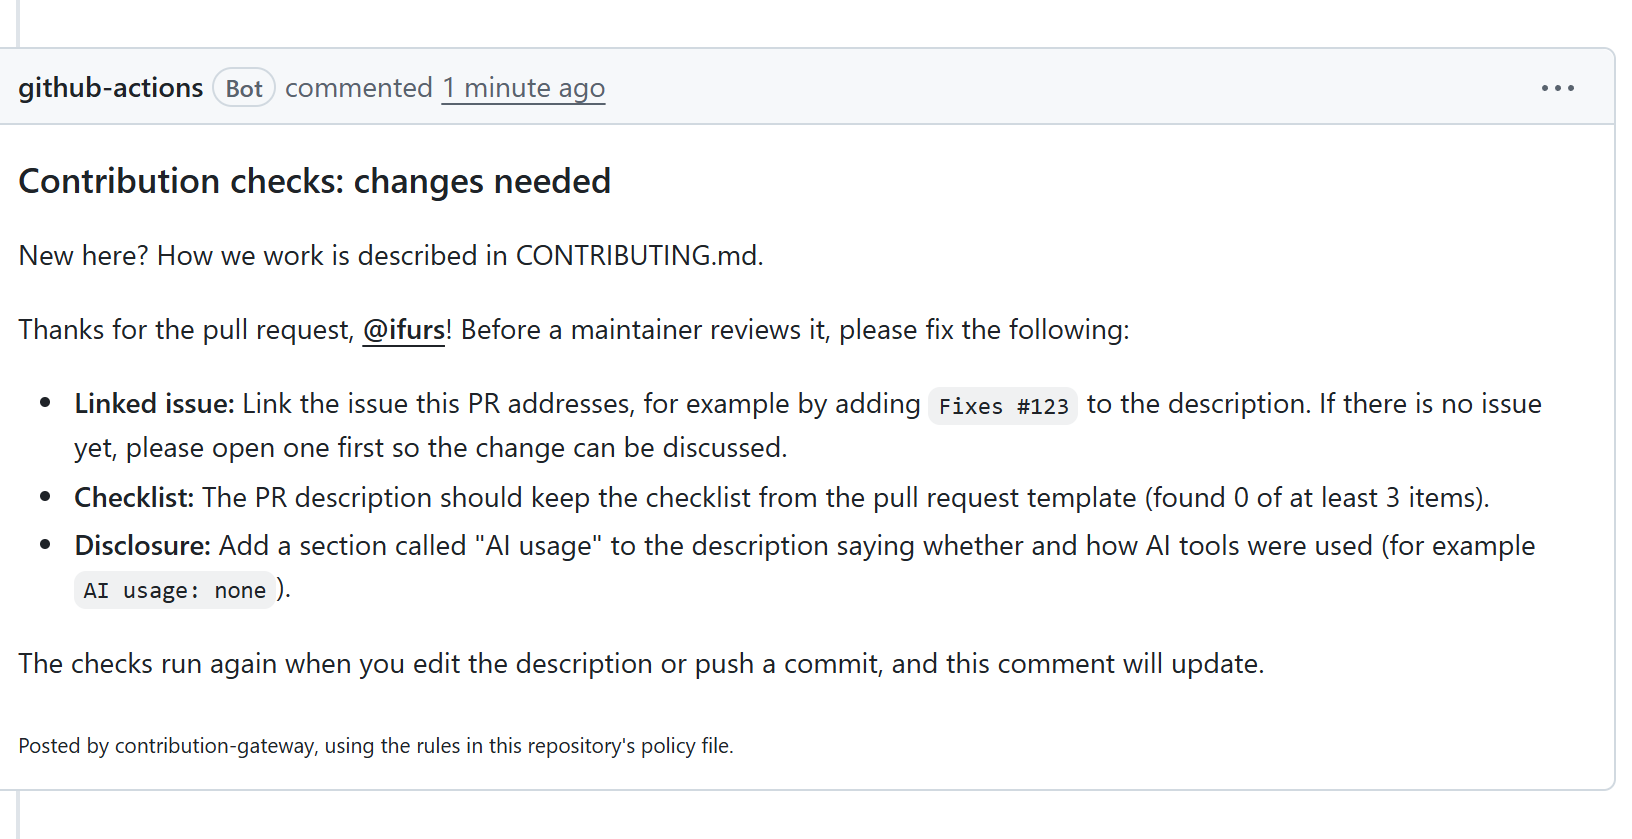 github-actions Bot commented 1 minute ago
Contribution checks: changes needed
New here? How we work is described in CONTRIBUTING.md.
Thanks for the pull request, @ifurs! Before a maintainer reviews it, please fix the following:
Linked issue: Link the issue this PR addresses, for example by adding Fixes #123 to the description. If there is no issue
yet, please open one first so the change can be discussed.
Checklist: The PR description should keep the checklist from the pull request template (found 0 of at least 3 items).
Disclosure: Add a section called "AI usage" to the description saying whether and how AI tools were used (for example
AI usage: none).
The checks run again when you edit the description or push a commit, and this comment will update.
Posted by contribution-gateway, using the rules in this repository's policy file.